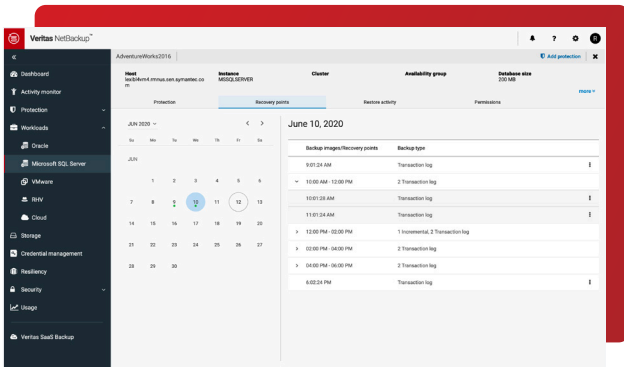 Veritas NetBackup™
?
R
«
AdventureWorks2016
Add protection
Dashboard
Activity monitor
Protection
Workloads
Oracle
Microsoft SQL Server
VMware
RHV
Cloud
Storage
Credential management
Resiliency
Security
Usage
Veritas SaaS Backup
Host
Instance
Cluster
Availability group
Database size
lexibl4vm4.rmnus.sen.symantec.co
m
MSSQLSERVER
200 MB
more
Protection
Recovery points
Restore activity
Permissions
JUN 2020
< >
Su Mo Tu We Th Fr Sa
JUN
1 2 3 4 5 6
7 8 9 10 11 12 13
14 15 16 17 18 19 20
21 22 23 24 25 26 27
28 29 30
June 10, 2020
Backup images/Recovery points Backup type
9:01:24 AM Transaction log
10:00 AM - 12:00 PM 2 Transaction log
10:01:20 AM Transaction log
11:01:24 AM Transaction log
12:00 PM - 02:00 PM 1 Incremental, 2 Transaction log
02:00 PM - 04:00 PM 2 Transaction log
04:00 PM - 06:00 PM 2 Transaction log
6:02:24 PM Transaction log